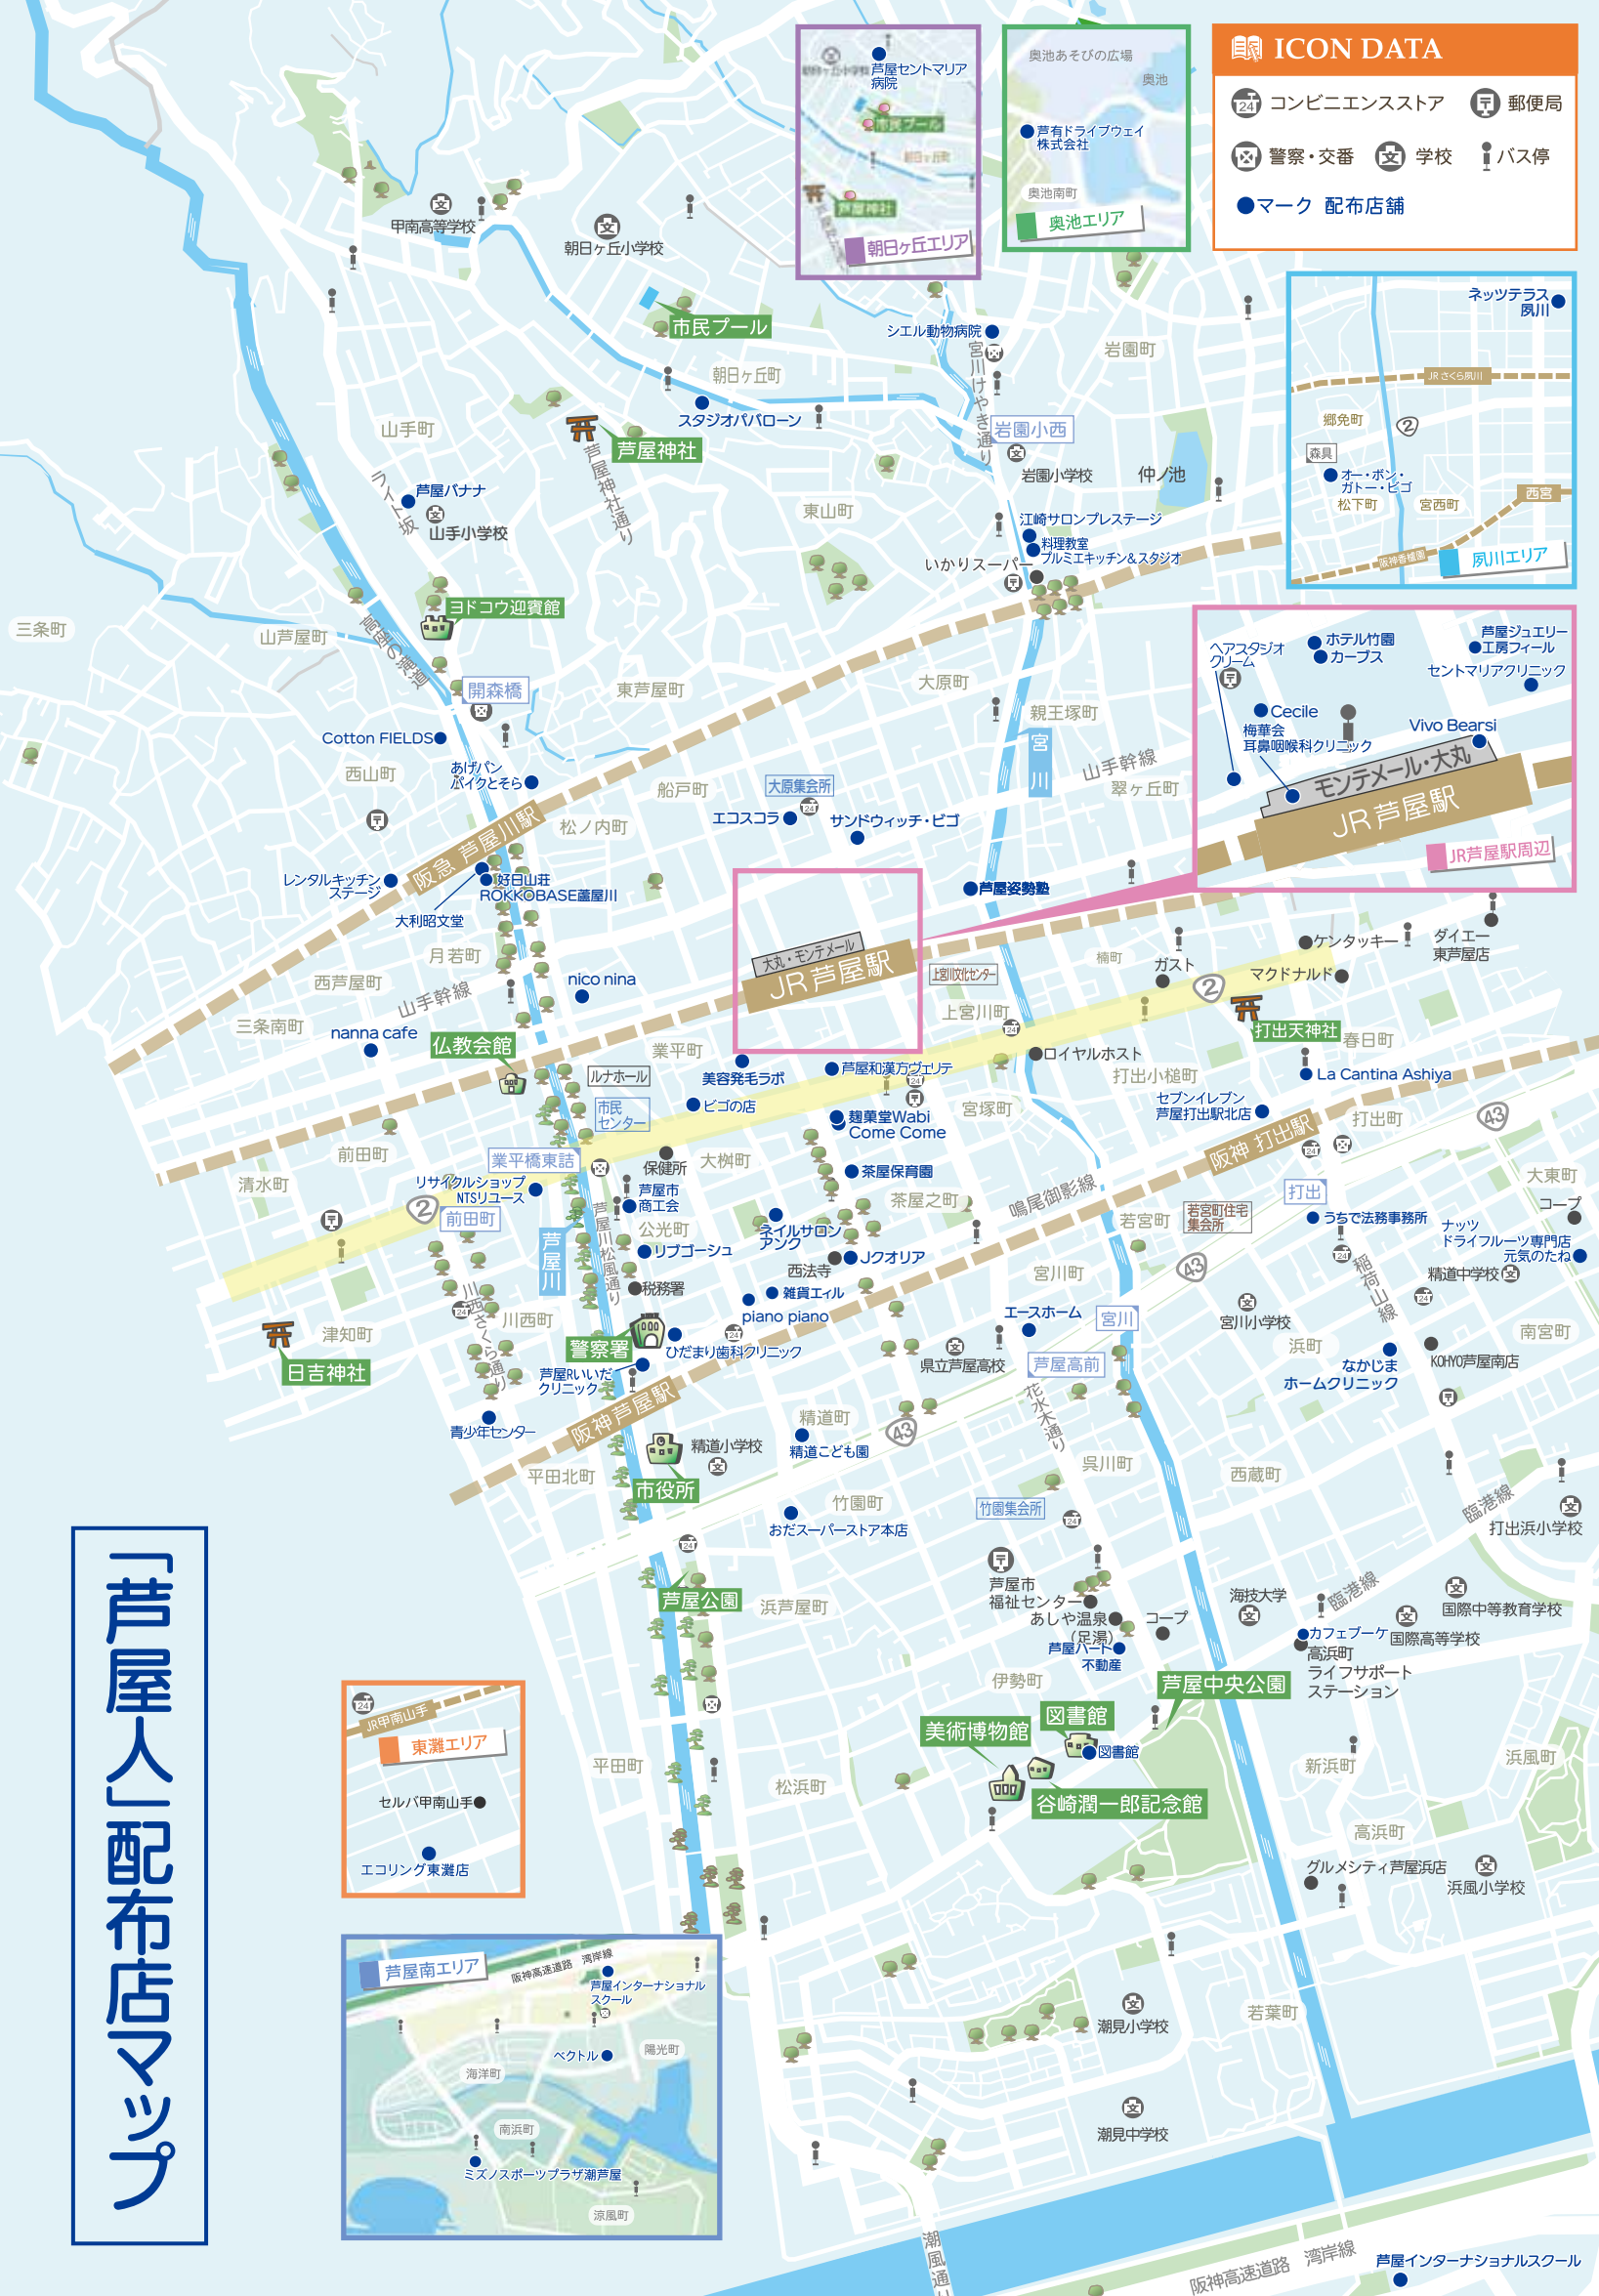 「芦屋人」配布店マップ
ICON DATA
コンビニエンスストア
郵便局
警察・交番
学校
バス停
マーク 配布店舗
芦屋セントマリア
病院
市民プール
朝日ヶ丘町
芦屋神社
朝日ヶ丘エリア
奥池あそびの広場
奥池
芦有ドライブウェイ
株式会社
奥池南町
奥池エリア
ネッツテラス
夙川
JR さくら夙川
郷免町
2
森具
オー・ボン・
ガトー・ビゴ
松下町
宮西町
西宮
阪神香櫨園
夙川エリア
甲南高等学校
朝日ヶ丘小学校
市民プール
シエル動物病院
岩園町
宮川けやき通り
朝日ヶ丘町
スタジオパパローン
岩園小西
岩園小学校
仲ノ池
山手町
芦屋神社
芦屋神社通り
ライト坂
芦屋バナナ
山手小学校
東山町
江崎サロンプレステージ
料理教室
プルミエキッチン&スタジオ
いかりスーパー
ヨドコウ迎賓館
三条町
山芦屋町
高座の滝道
開森橋
東芦屋町
大原町
親王塚町
宮川
山手幹線
翠ヶ丘町
Cotton FIELDS
西山町
あげパン
バイクとそら
船戸町
大原集会所
24
エコスコラ
サンドウィッチ・ビゴ
松ノ内町
阪急 芦屋川駅
レンタルキッチン
ステージ
好日山荘
ROKKOBASE蘆屋川
大利昭文堂
芦屋姿勢塾
ヘアスタジオ
クリーム
ホテル竹園
カーブス
芦屋ジュエリー
工房フィール
セントマリアクリニック
Cecile
梅華会
耳鼻咽喉科クリニック
Vivo Bearsi
モンテメール・大丸
JR芦屋駅
JR芦屋駅周辺
月若町
西芦屋町
山手幹線
三条南町
nico nina
nanna cafe
仏教会館
大丸・モンテメール
JR芦屋駅
上宮川文化センター
楠町
ガスト
ケンタッキー
マクドナルド
ダイエー
東芦屋店
2
打出天神社
春日町
上宮川町
24
ロイヤルホスト
打出小槌町
La Cantina Ashiya
セブンイレブン
芦屋打出駅北店
打出町
43
阪神 打出駅
業平町
ルナホール
美容発毛ラボ
芦屋和漢方ヴェリテ
24
市民
センター
ビゴの店
麹菓堂Wabi
Come Come
宮塚町
前田町
業平橋東詰
保健所
大桝町
茶屋保育園
清水町
リサイクルショップ
NTSリユース
2
前田町
芦屋市
商工会
公光町
ネイルサロン
アンク
茶屋之町
鳴尾御影線
若宮町
若宮町住宅
集会所
打出
大東町
コープ
うちで法務事務所
ナッツ
ドライフルーツ専門店
元気のたね
精道中学校
芦屋川
芦屋川松風通り
リブゴーシュ
西法寺
Jクオリア
税務署
雑貨エィル
piano piano
宮川町
43
稲荷山線
宮川小学校
浜町
南宮町
KOHYO芦屋南店
なかじま
ホームクリニック
川西さくら通り
川西町
津知町
日吉神社
警察署
ひだまり歯科クリニック
芦屋Rいいだ
クリニック
青少年センター
阪神芦屋駅
エースホーム
宮川
県立芦屋高校
芦屋高前
花水木通り
精道町
精道こども園
43
精道小学校
市役所
平田北町
竹園町
おだスーパーストア本店
呉川町
西蔵町
竹園集会所
臨港線
打出浜小学校
芦屋公園
浜芦屋町
芦屋市
福祉センター
あしや温泉
(足湯)
コープ
芦屋ハート
不動産
海技大学
臨港線
カフェブーケ
高浜町
ライフサポート
ステーション
国際高等学校
国際中等教育学校
伊勢町
芦屋中央公園
美術博物館
図書館
図書館
谷崎潤一郎記念館
新浜町
浜風町
高浜町
グルメシティ芦屋浜店
浜風小学校
平田町
松浜町
24
JR甲南山手
東灘エリア
セルバ甲南山手
エコリング東灘店
芦屋南エリア
阪神高速道路 湾岸線
芦屋インターナショナル
スクール
ベクトル
陽光町
海洋町
南浜町
ミズノスポーツプラザ潮芦屋
涼風町
潮見小学校
若葉町
潮見中学校
潮風通り
阪神高速道路 湾岸線
芦屋インターナショナルスクール